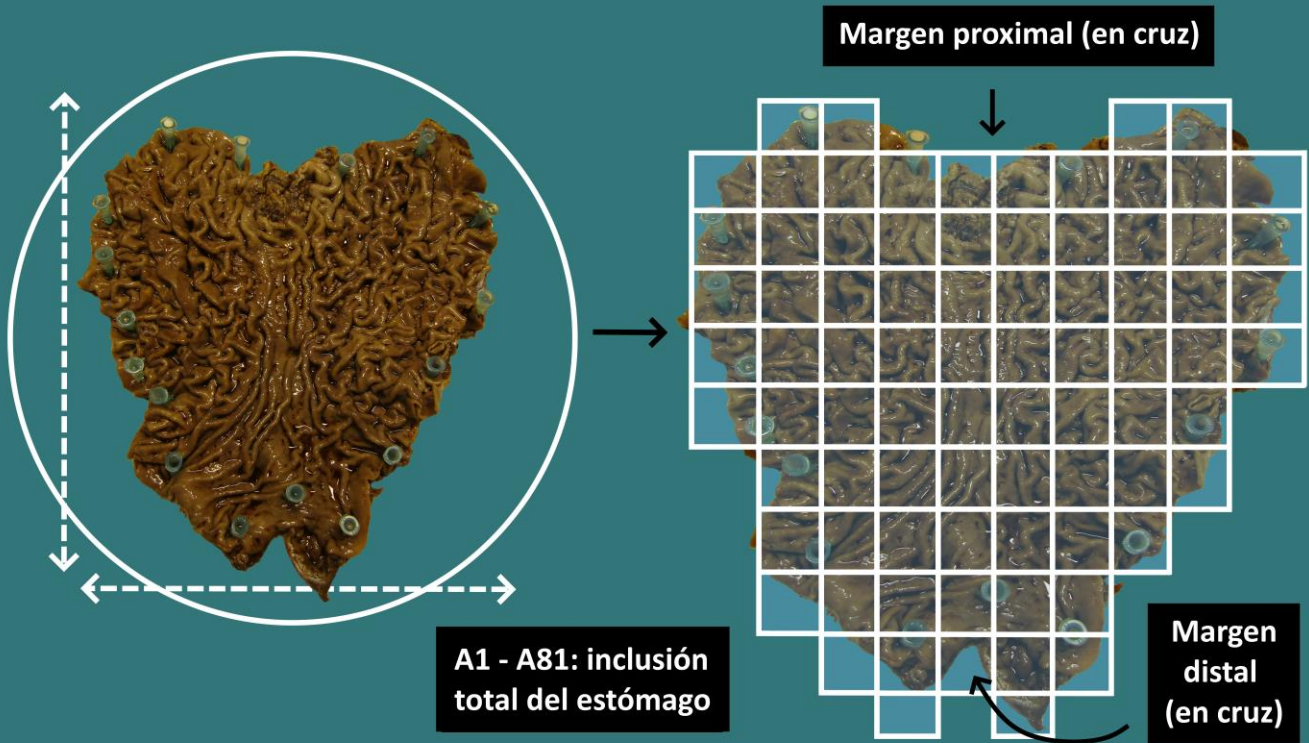 Margen proximal (en cruz)
A1 - A81: inclusión
total del estómago
Margen
distal
(en cruz)